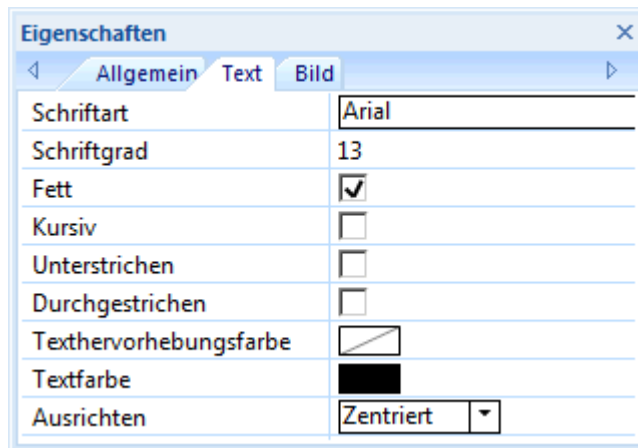 Eigenschaften
Allgemein Text Bild
Schriftart Arial
Schriftgrad 13
Fett
Kursiv
Unterstrichen
Durchgestrichen
Texthervorhebungsfarbe
Textfarbe
Ausrichten Zentriert